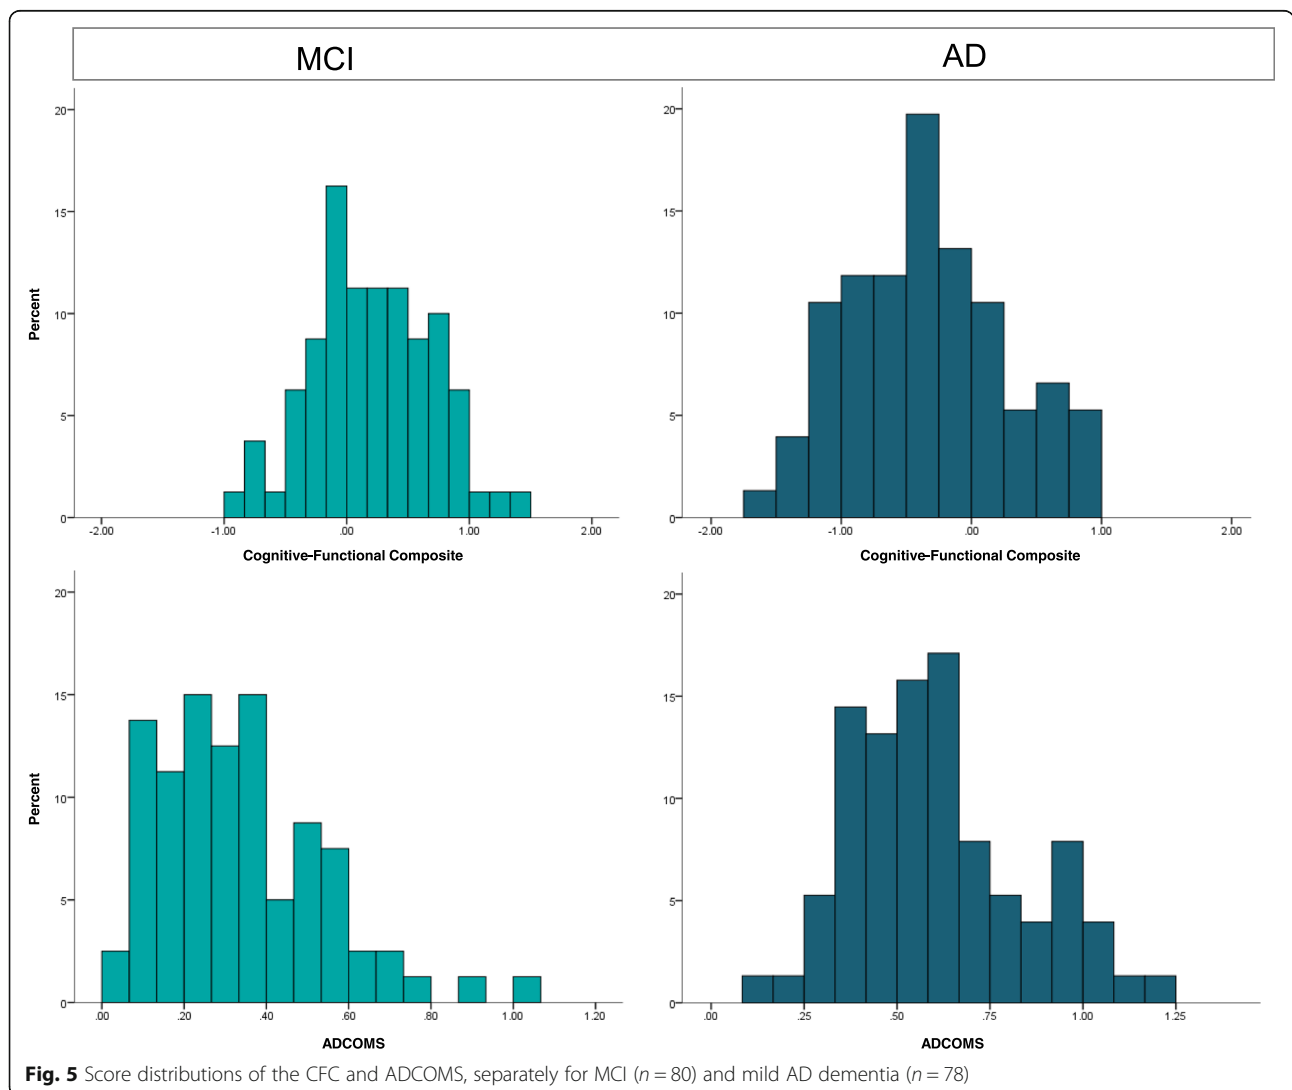 MCI AD
20
15
10
5
0
Percent
-2.00 -1.00 .00 1.00 2.00
Cognitive-Functional Composite
20
15
10
5
0
-2.00 -1.00 .00 1.00 2.00
Cognitive-Functional Composite
20
15
10
5
0
Percent
.00 .20 .40 .60 .80 1.00 1.20
ADCOMS
20
15
10
5
0
.00 .25 .50 .75 1.00 1.25
ADCOMS
Fig. 5 Score distributions of the CFC and ADCOMS, separately for MCI (n = 80) and mild AD dementia (n = 78)